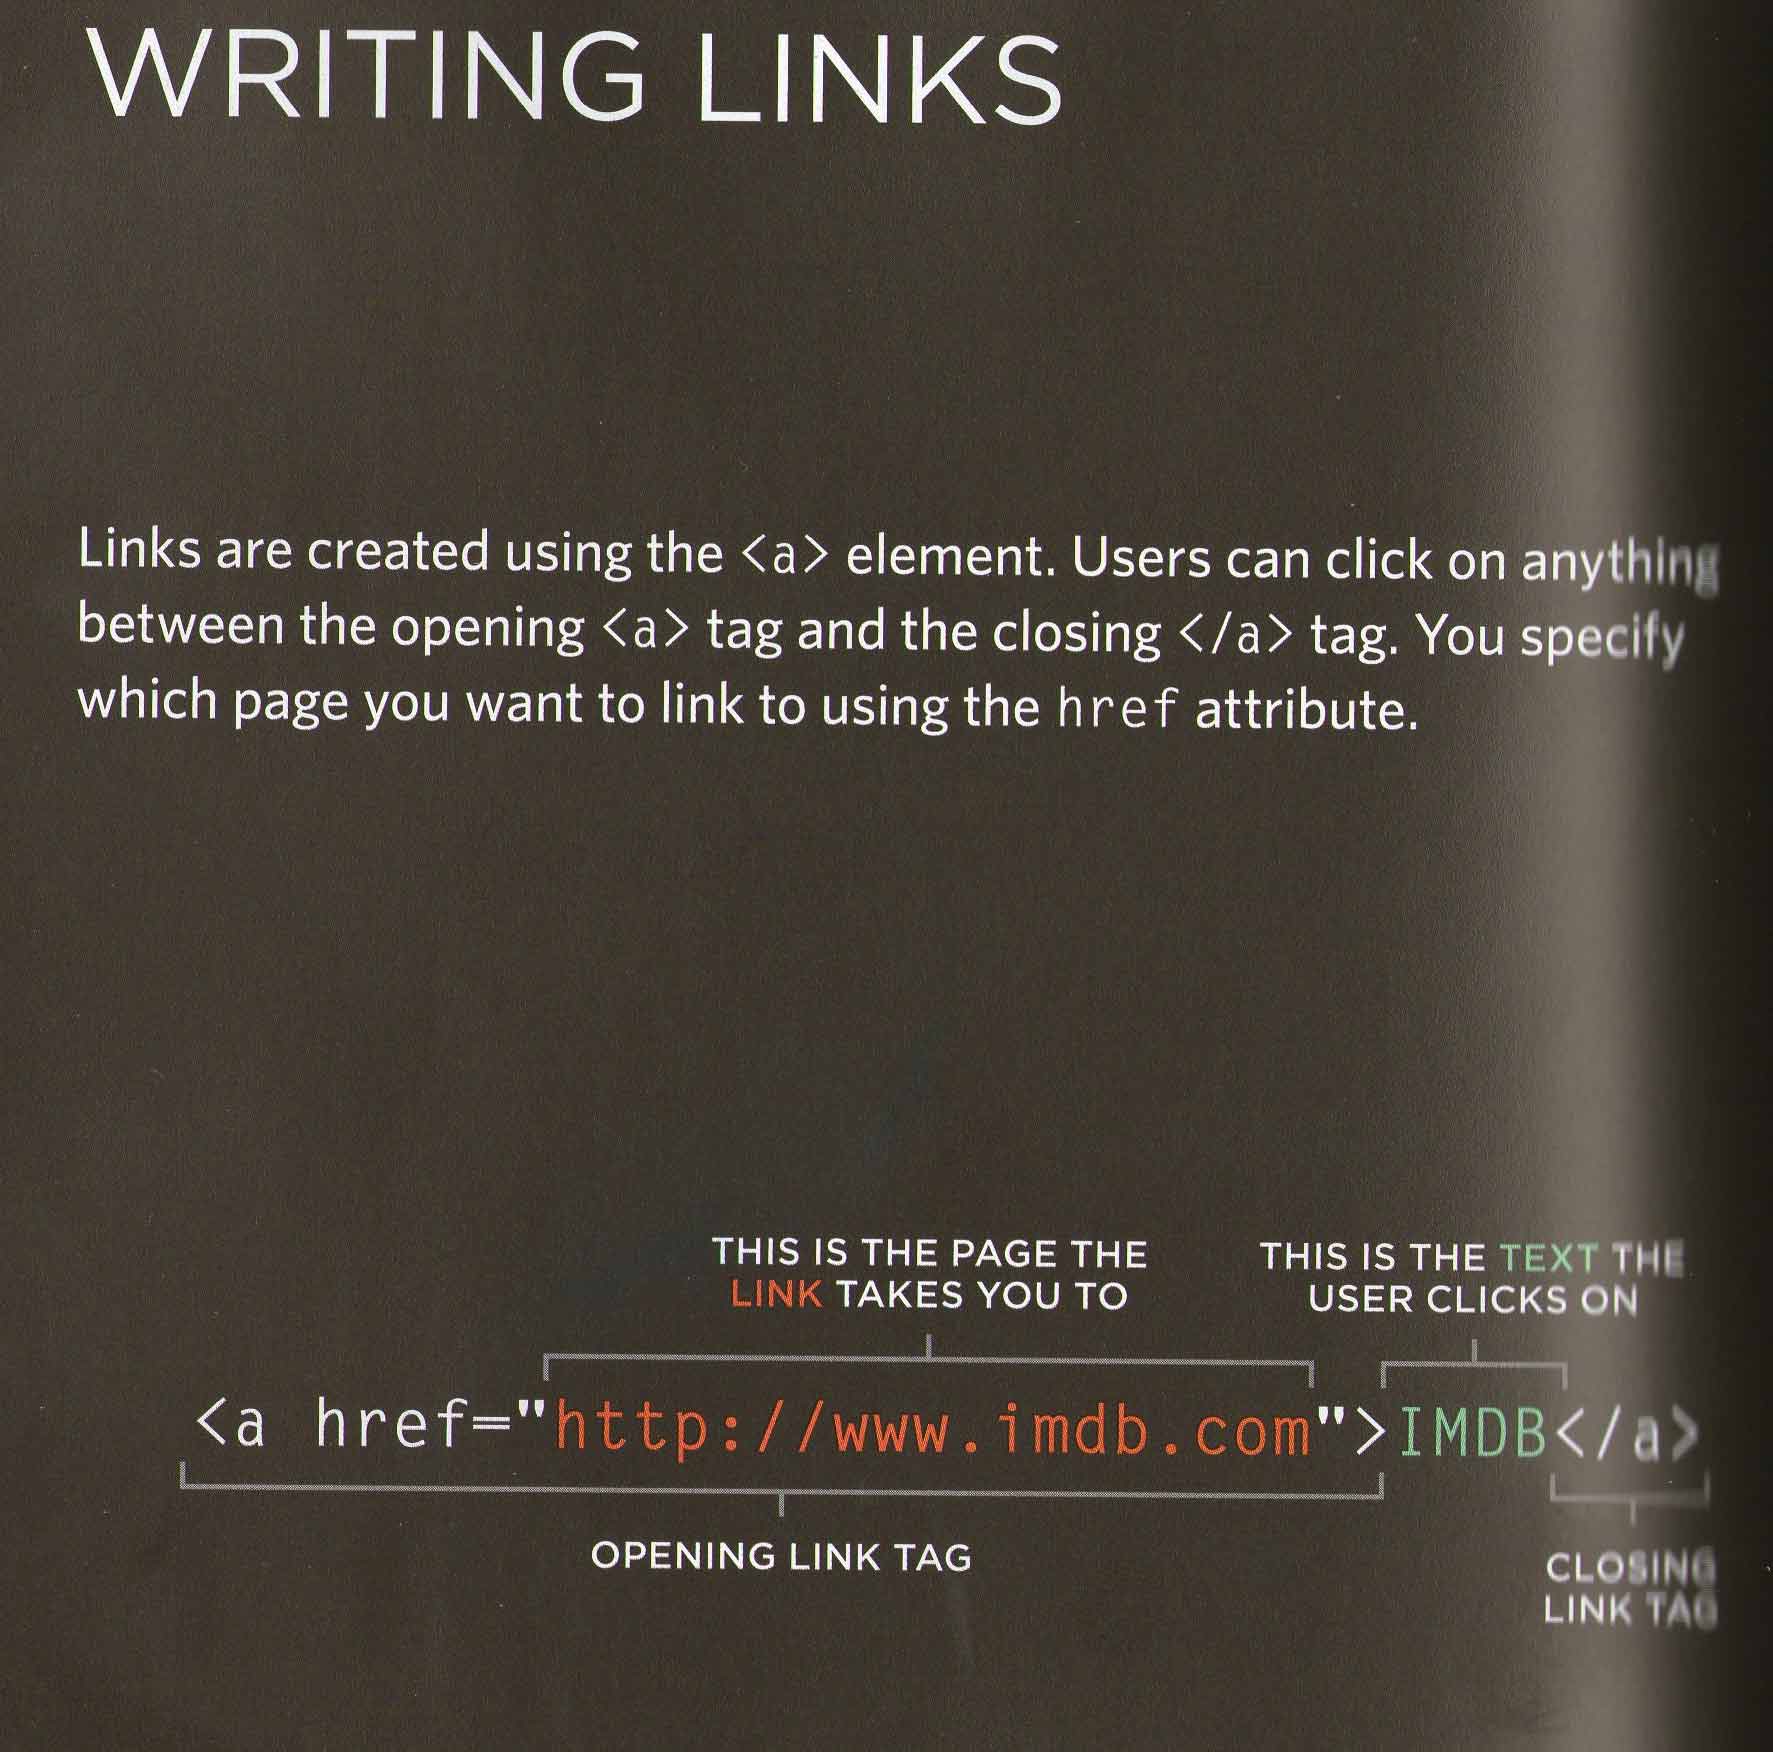 WRITING LINKS
Links are created using the <a> element. Users can click on anything
between the opening <a> tag and the closing </a> tag. You specify
which page you want to link to using the href attribute.
THIS IS THE PAGE THE
LINK TAKES YOU TO
THIS IS THE TEXT THE
USER CLICKS ON
<a href="http://www.imdb.com">IMDB</a>
OPENING LINK TAG
CLOSING
LINK TAG